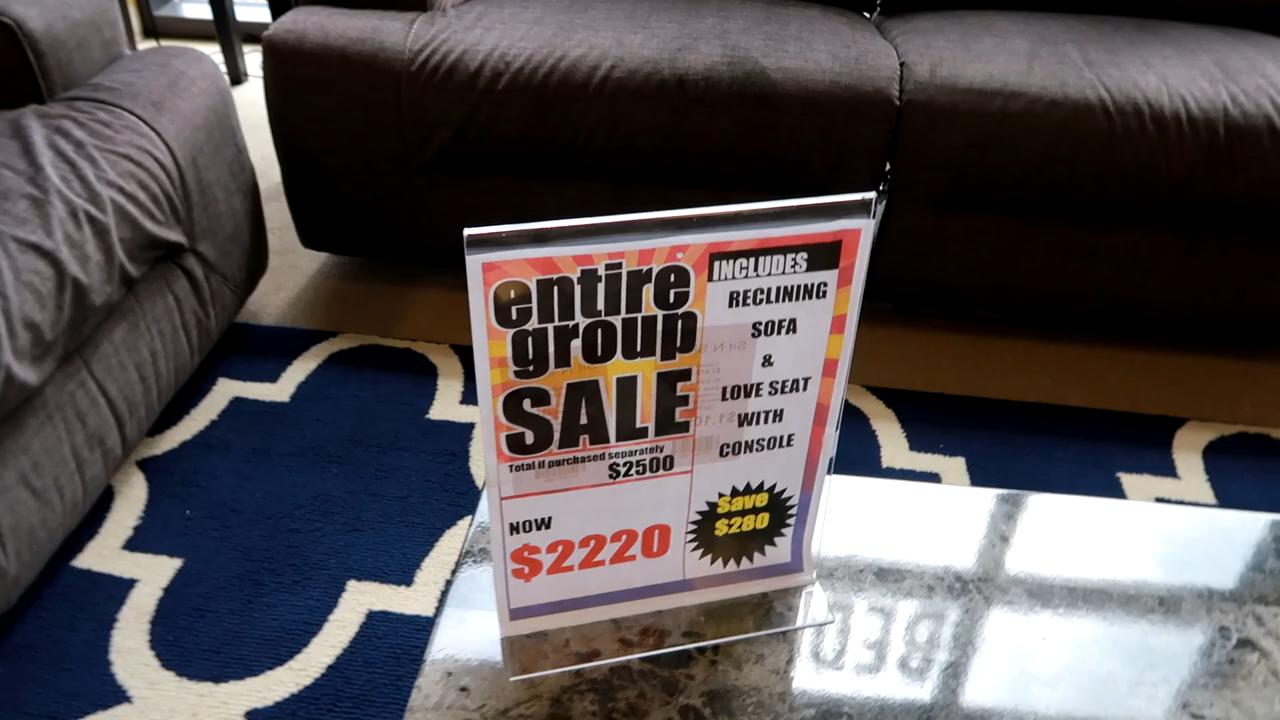 entire
group
SALE
Total if purchased separately
$2500
NOW
$2220
INCLUDES
RECLINING
SOFA
&
LOVE SEAT
WITH
CONSOLE
Save
$280
BED